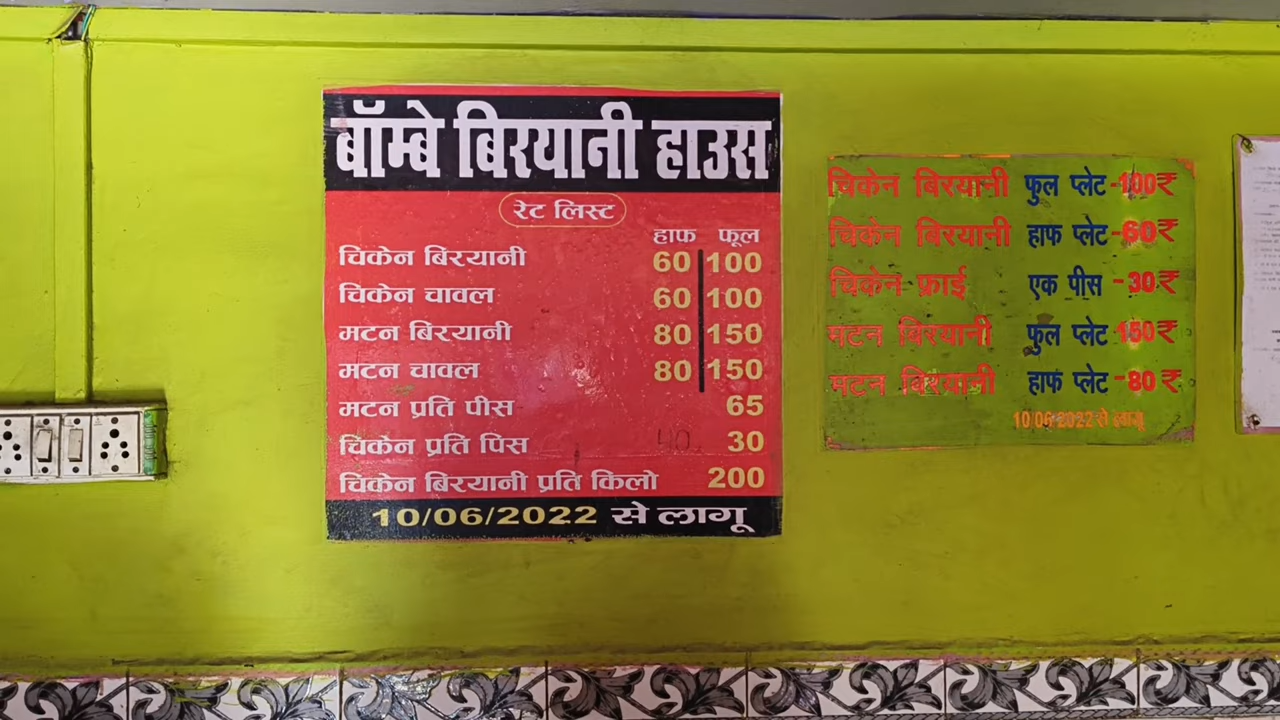 बॉम्बे बिरयानी हाउस
रेट लिस्ट
हाफ फूल
चिकेन बिरयानी 60 100
चिकेन चावल 60 100
मटन बिरयानी 80 150
मटन चावल 80 150
मटन प्रति पीस 65
चिकेन प्रति पिस 40 30
चिकेन बिरयानी प्रति किलो 200
10/06/2022 से लागू
चिकेन बिरयानी फुल प्लेट -100₹
चिकेन बिरयानी हाफ प्लेट -60₹
चिकेन फ्राई एक पीस -30₹
मटन बिरयानी फुल प्लेट 150₹
मटन बिरयानी हाफ प्लेट -80₹
10/06/2022 से लागू